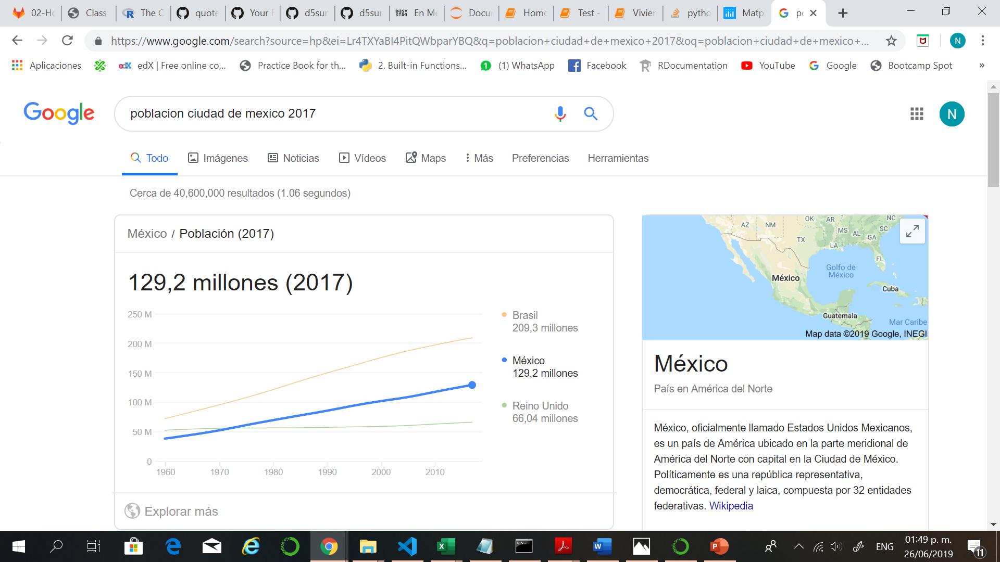 02-Ho
Class
The C
quote
Your F
d5sur
d5sur
En Me
Docu
Home
Test -
Vivier
pytho
Matp
po
https://www.google.com/search?source=hp&ei=Lr4TXYaBI4PitQWbparYBQ&q=poblacion+ciudad+de+mexico+2017&oq=poblacion+ciudad+de+mexico+...
N
Aplicaciones
edX | Free online co...
Practice Book for th...
2. Built-in Functions...
(1) WhatsApp
Facebook
RDocumentation
YouTube
Google
Bootcamp Spot
»
Google
poblacion ciudad de mexico 2017
N
Todo
Imágenes
Noticias
Vídeos
Maps
Más
Preferencias
Herramientas
Cerca de 40,600,000 resultados (1.06 segundos)
México / Población (2017)
129,2 millones (2017)
250 M
200 M
150 M
100 M
50 M
0
1960 1970 1980 1990 2000 2010
Brasil
209,3 millones
México
129,2 millones
Reino Unido
66,04 millones
Explorar más
OK AR NC
AZ NM MS AL SC
TX LA GA
FL
Golfo de
México
México
Cuba
Guatemala
Mar Caribe
Map data ©2019 Google, INEGI
México
País en América del Norte
México, oficialmente llamado Estados Unidos Mexicanos,
es un país de América ubicado en la parte meridional de
América del Norte con capital en la Ciudad de México.
Políticamente es una república representativa,
democrática, federal y laica, compuesta por 32 entidades
federativas. Wikipedia
ENG
01:49 p. m.
26/06/2019
11